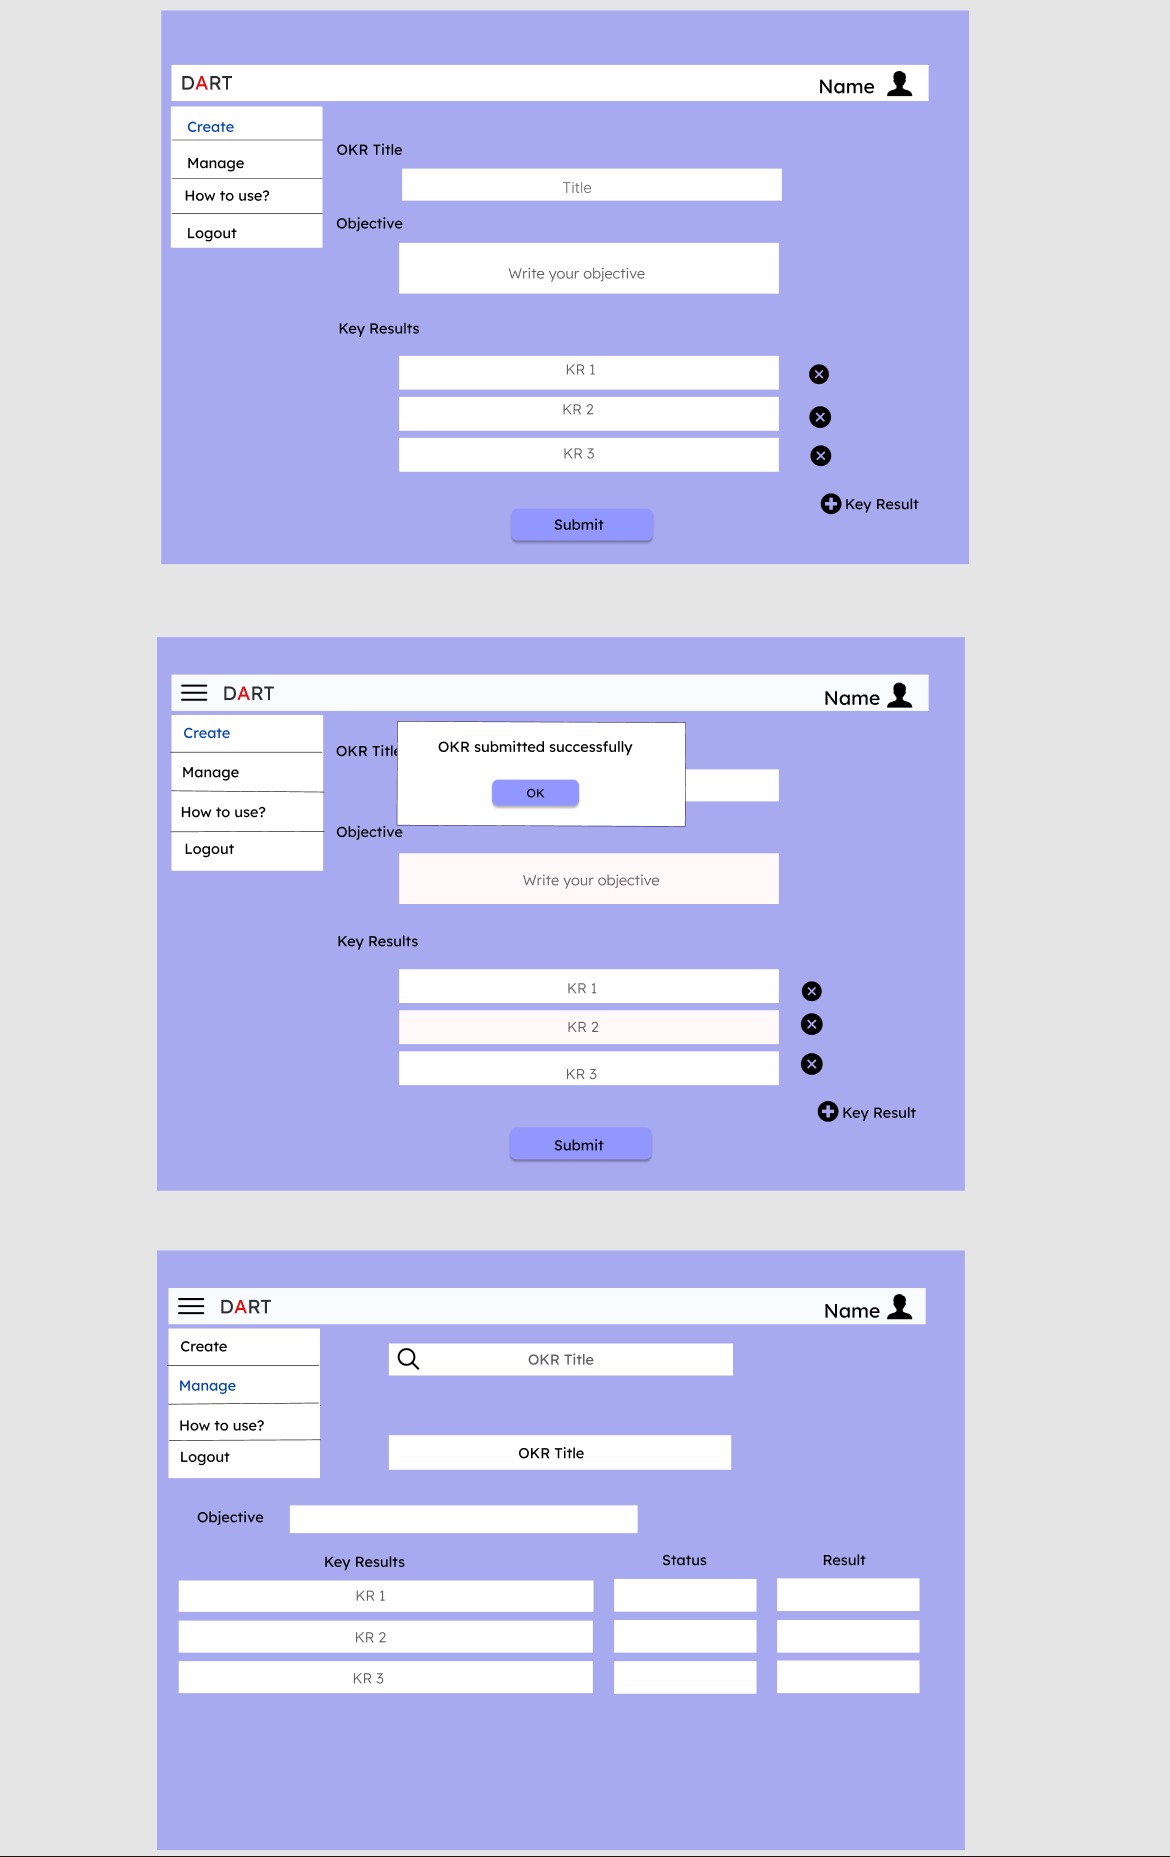 DART
Name
Create
Manage
How to use?
Logout
OKR Title
Title
Objective
Write your objective
Key Results
KR 1
KR 2
KR 3
Key Result
Submit
DART
Name
Create
Manage
How to use?
Logout
OKR submitted successfully
OK
OKR Title
Objective
Write your objective
Key Results
KR 1
KR 2
KR 3
Key Result
Submit
DART
Name
Create
Manage
How to use?
Logout
OKR Title
OKR Title
Objective
Key Results
Status
Result
KR 1
KR 2
KR 3